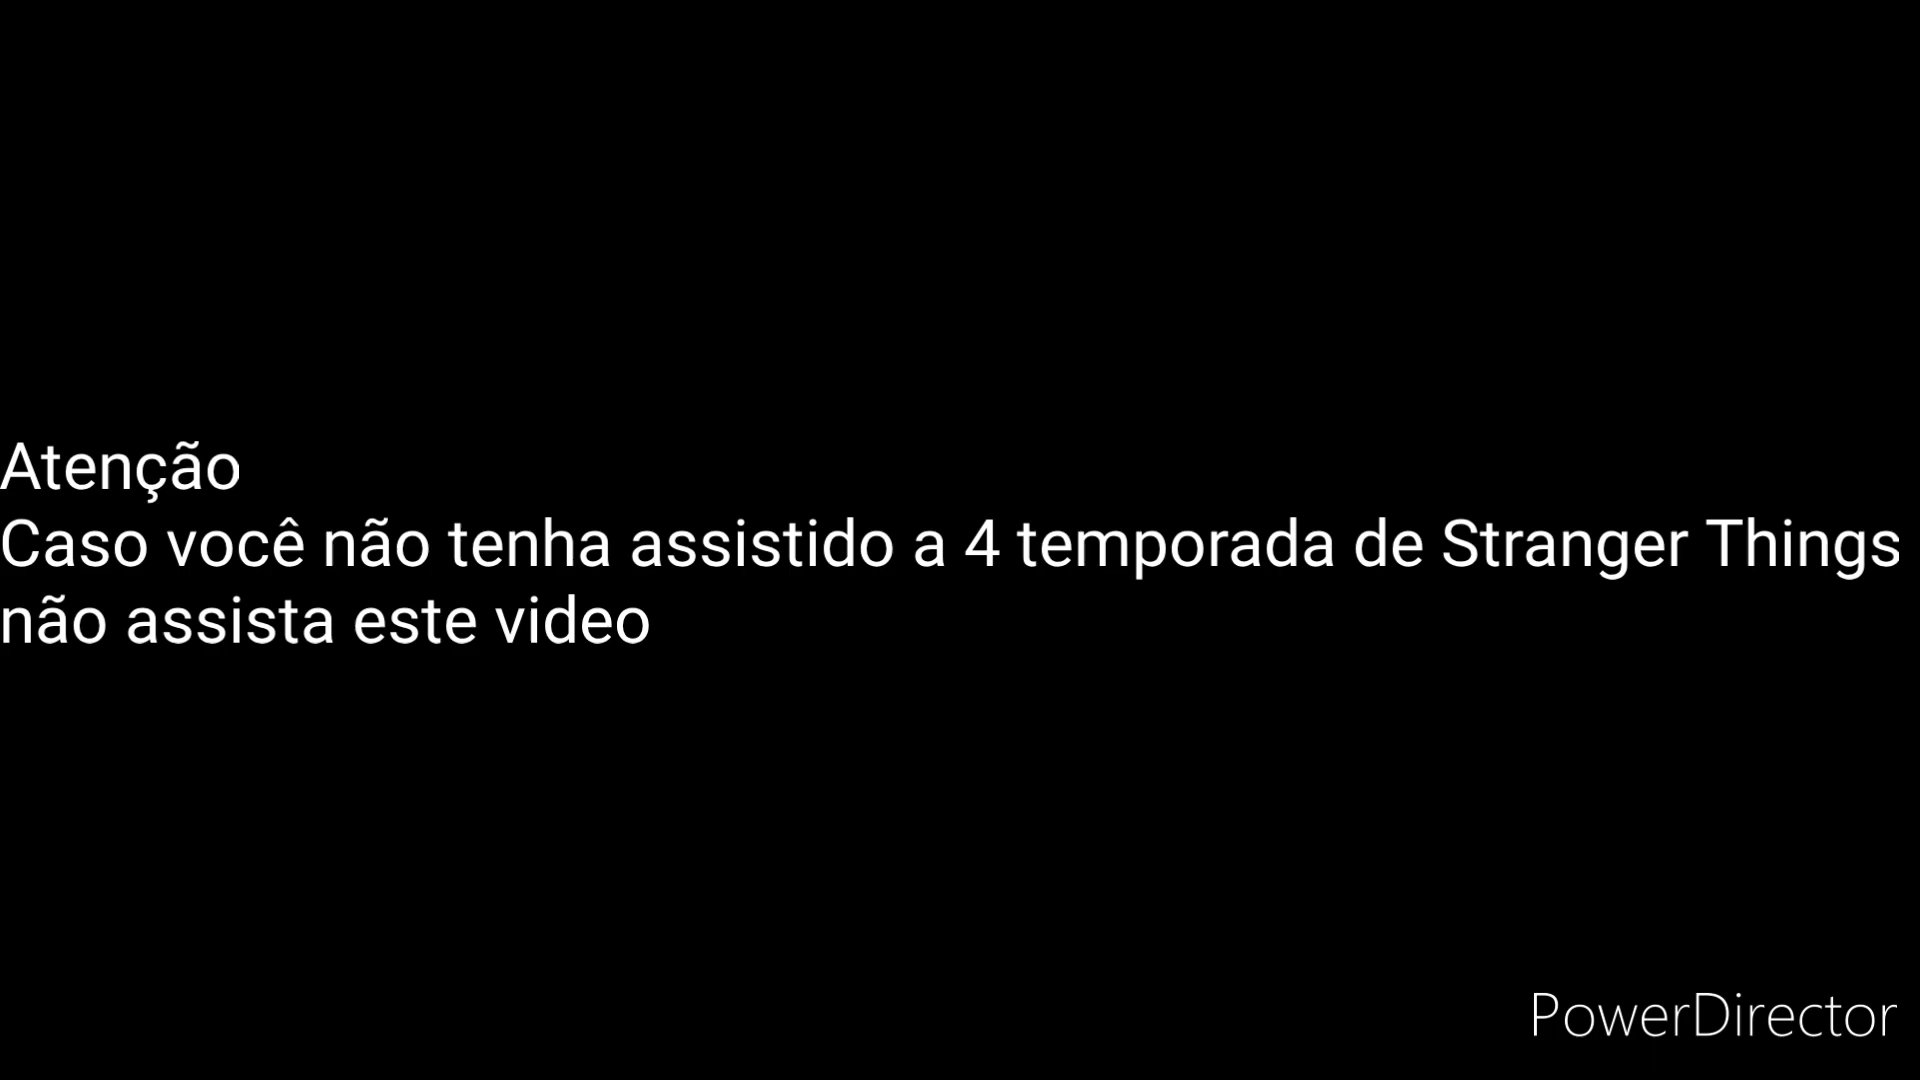 Atenção
Caso você não tenha assistido a 4 temporada de Stranger Things
não assista este video
PowerDirector